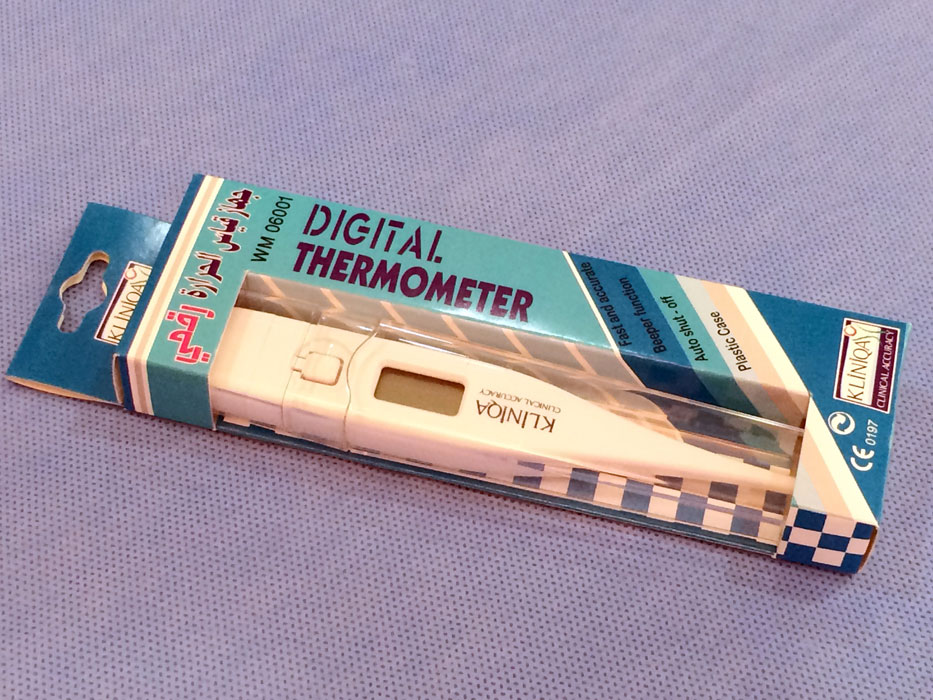 جهاز قياس الحرارة رقمي
WM 06001
DIGITAL
THERMOMETER
Fast and accurate
Beeper function
Auto shut - off
Plastic Case
KLINIQA
KLINIQA
CLINICAL ACCURACY
KLINIQA
CLINICAL ACCURACY
CE 0197